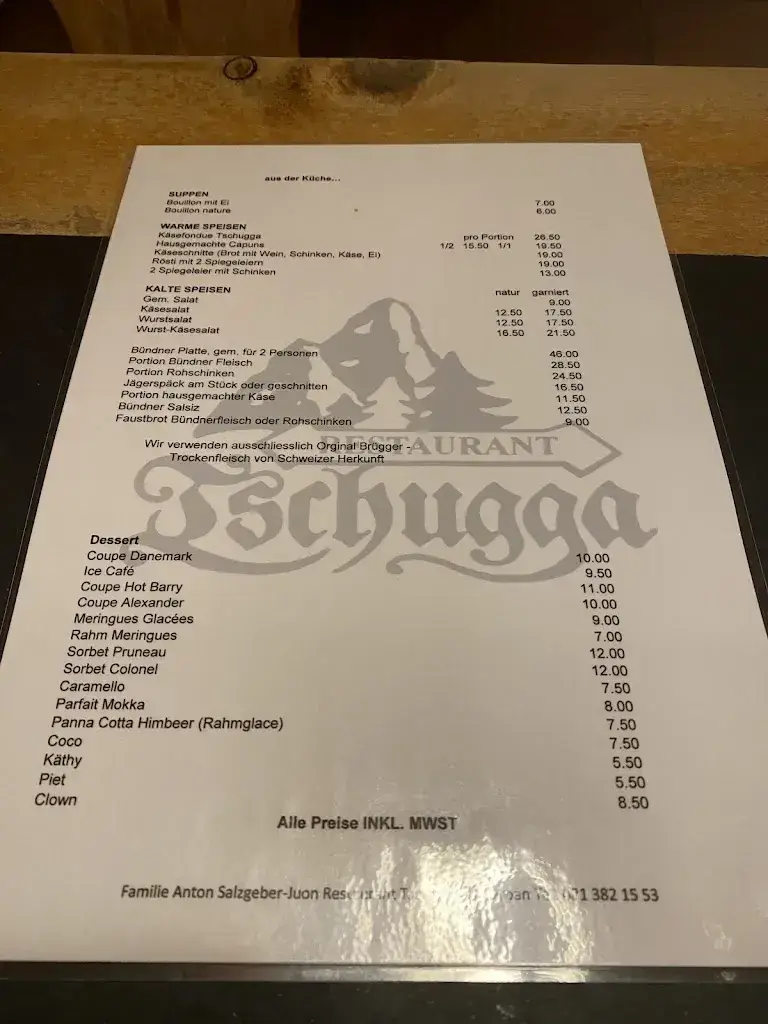 aus der Küche...
SUPPEN
Bouillon mit Ei 7.00
Bouillon nature 6.00
WARME SPEISEN
Käsefondue Tschugga pro Portion 26.50
Hausgemachte Capuns 1/2 15.50 1/1 19.50
Käseschnitte (Brot mit Wein, Schinken, Käse, Ei) 19.00
Rösti mit 2 Spiegeleiern 19.00
2 Spiegeleier mit Schinken 13.00
KALTE SPEISEN natur garniert
Gem. Salat 9.00
Käsesalat 12.50 17.50
Wurstsalat 12.50 17.50
Wurst-Käsesalat 16.50 21.50
Bündner Platte, gem. für 2 Personen 46.00
Portion Bündner Fleisch 28.50
Portion Rohschinken 24.50
Jägerspäck am Stück oder geschnitten 16.50
Portion hausgemachter Käse 11.50
Bündner Salsiz 12.50
Faustbrot Bündnerfleisch oder Rohschinken 9.00
Wir verwenden ausschliesslich Orginal Brügger -
Trockenfleisch von Schweizer Herkunft
RESTAURANT
Tschugga
Dessert
Coupe Danemark 10.00
Ice Café 9.50
Coupe Hot Barry 11.00
Coupe Alexander 10.00
Meringues Glacées 9.00
Rahm Meringues 7.00
Sorbet Pruneau 12.00
Sorbet Colonel 12.00
Caramello 7.50
Parfait Mokka 8.00
Panna Cotta Himbeer (Rahmglace) 7.50
Coco 7.50
Käthy 5.50
Piet 5.50
Clown 8.50
Alle Preise INKL. MWST
Familie Anton Salzgeber-Juon 382 15 53